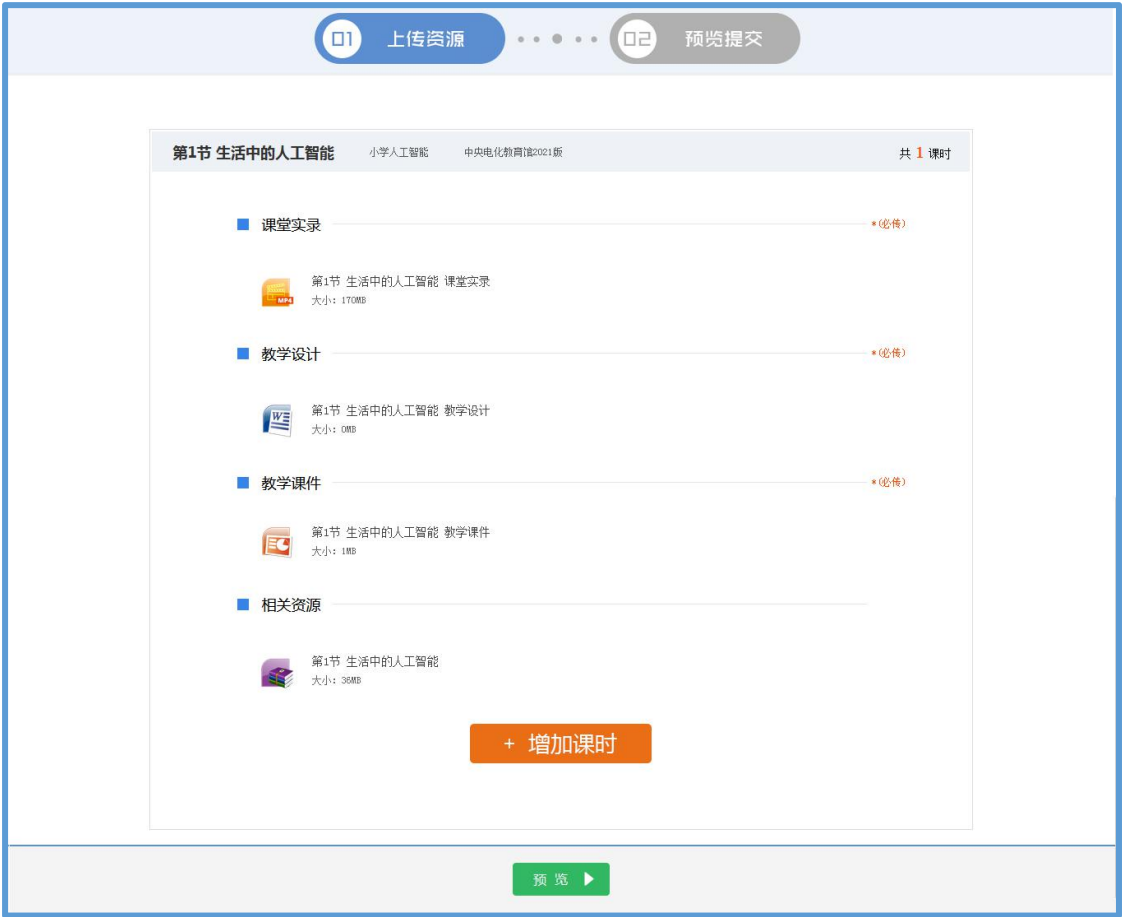 01 上传资源 02 预览提交
第1节 生活中的人工智能 小学人工智能 中央电化教育馆2021版 共 1 课时
课堂实录 *(必传)
第1节 生活中的人工智能 课堂实录
MP4
大小: 170MB
教学设计 *(必传)
第1节 生活中的人工智能 教学设计
W
大小: 0MB
教学课件 *(必传)
第1节 生活中的人工智能 教学课件
大小: 1MB
相关资源
第1节 生活中的人工智能
大小: 36MB
+ 增加课时
预 览